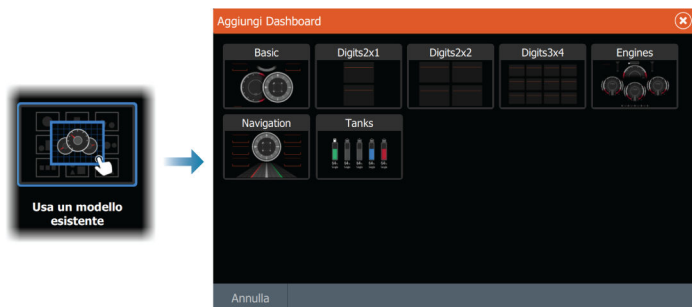 Aggiungi Dashboard
Basic
Digits2x1
Digits2x2
Digits3x4
Engines
Navigation
Tanks
Usa un modello
esistente
Annulla